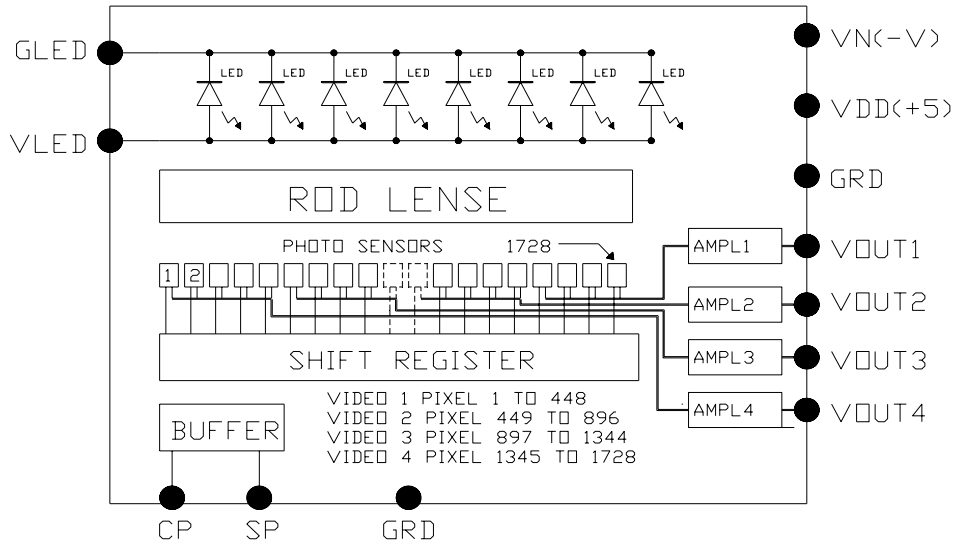 GLED
VLED
LED LED LED LED LED LED LED LED
ROD LENSE
PHOTO SENSORS 1728
1 2
SHIFT REGISTER
VIDEO 1 PIXEL 1 TO 448
VIDEO 2 PIXEL 449 TO 896
VIDEO 3 PIXEL 897 TO 1344
VIDEO 4 PIXEL 1345 TO 1728
BUFFER
CP SP GRD
VN(-V)
VDD(+5)
GRD
AMPL1 VOUT1
AMPL2 VOUT2
AMPL3 VOUT3
AMPL4 VOUT4